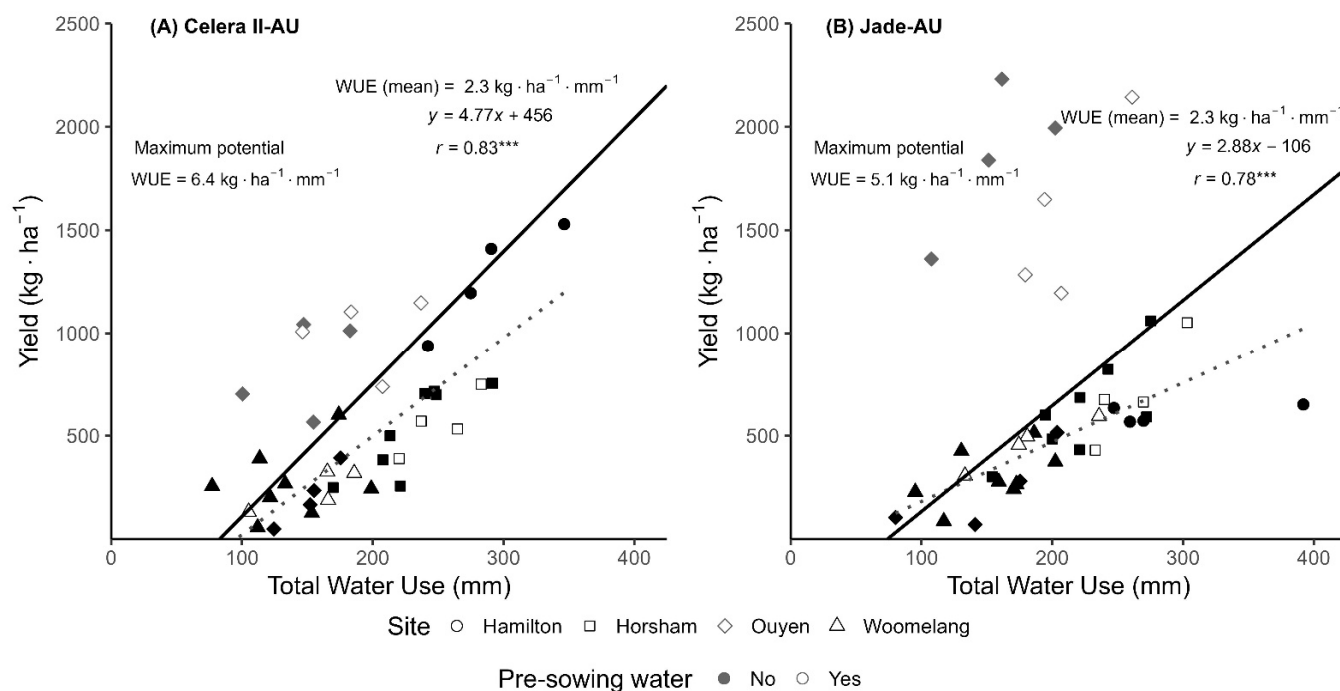 (A) Celera II-AU
WUE (mean) = 2.3 kg · ha⁻¹ · mm⁻¹
y = 4.77x + 456
r = 0.83***
Maximum potential
WUE = 6.4 kg · ha⁻¹ · mm⁻¹
Yield (kg · ha⁻¹)
2500
2000
1500
1000
500
0
100
200
300
400
Total Water Use (mm)
(B) Jade-AU
WUE (mean) = 2.3 kg · ha⁻¹ · mm⁻¹
y = 2.88x − 106
r = 0.78***
Maximum potential
WUE = 5.1 kg · ha⁻¹ · mm⁻¹
Yield (kg · ha⁻¹)
2500
2000
1500
1000
500
0
100
200
300
400
Total Water Use (mm)
Site Hamilton Horsham Ouyen Woomelang
Pre-sowing water No Yes